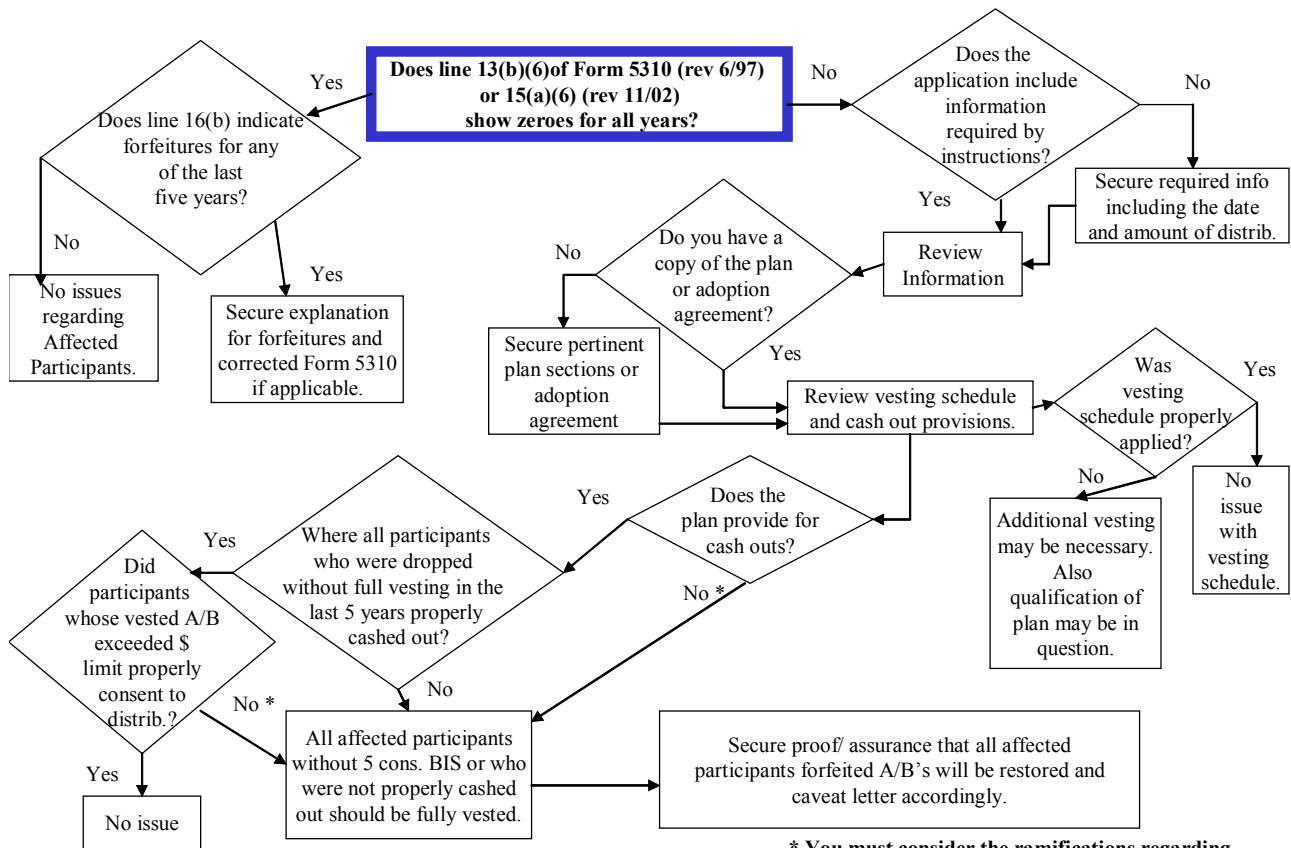 Does line 13(b)(6)of Form 5310 (rev 6/97)
or 15(a)(6) (rev 11/02)
show zeroes for all years?
Yes
No
Does line 16(b) indicate
forfeitures for any
of the last
five years?
No
Yes
No issues
regarding
Affected
Participants.
Secure explanation
for forfeitures and
corrected Form 5310
if applicable.
Does the
application include
information
required by
instructions?
No
Yes
Secure required info
including the date
and amount of distrib.
Review
Information
Do you have a
copy of the plan
or adoption
agreement?
No
Yes
Secure pertinent
plan sections or
adoption
agreement
Review vesting schedule
and cash out provisions.
Was
vesting
schedule properly
applied?
Yes
No
No
issue
with
vesting
schedule.
Additional vesting
may be necessary.
Also
qualification of
plan may be in
question.
Does the
plan provide for
cash outs?
Yes
No *
Where all participants
who were dropped
without full vesting in the
last 5 years properly
cashed out?
Yes
No
Did
participants
whose vested A/B
exceeded $
limit properly
consent to
distrib.?
No *
Yes
No issue
All affected participants
without 5 cons. BIS or who
were not properly cashed
out should be fully vested.
Secure proof/ assurance that all affected
participants forfeited A/B's will be restored and
caveat letter accordingly.
* You must consider the ramifications regarding